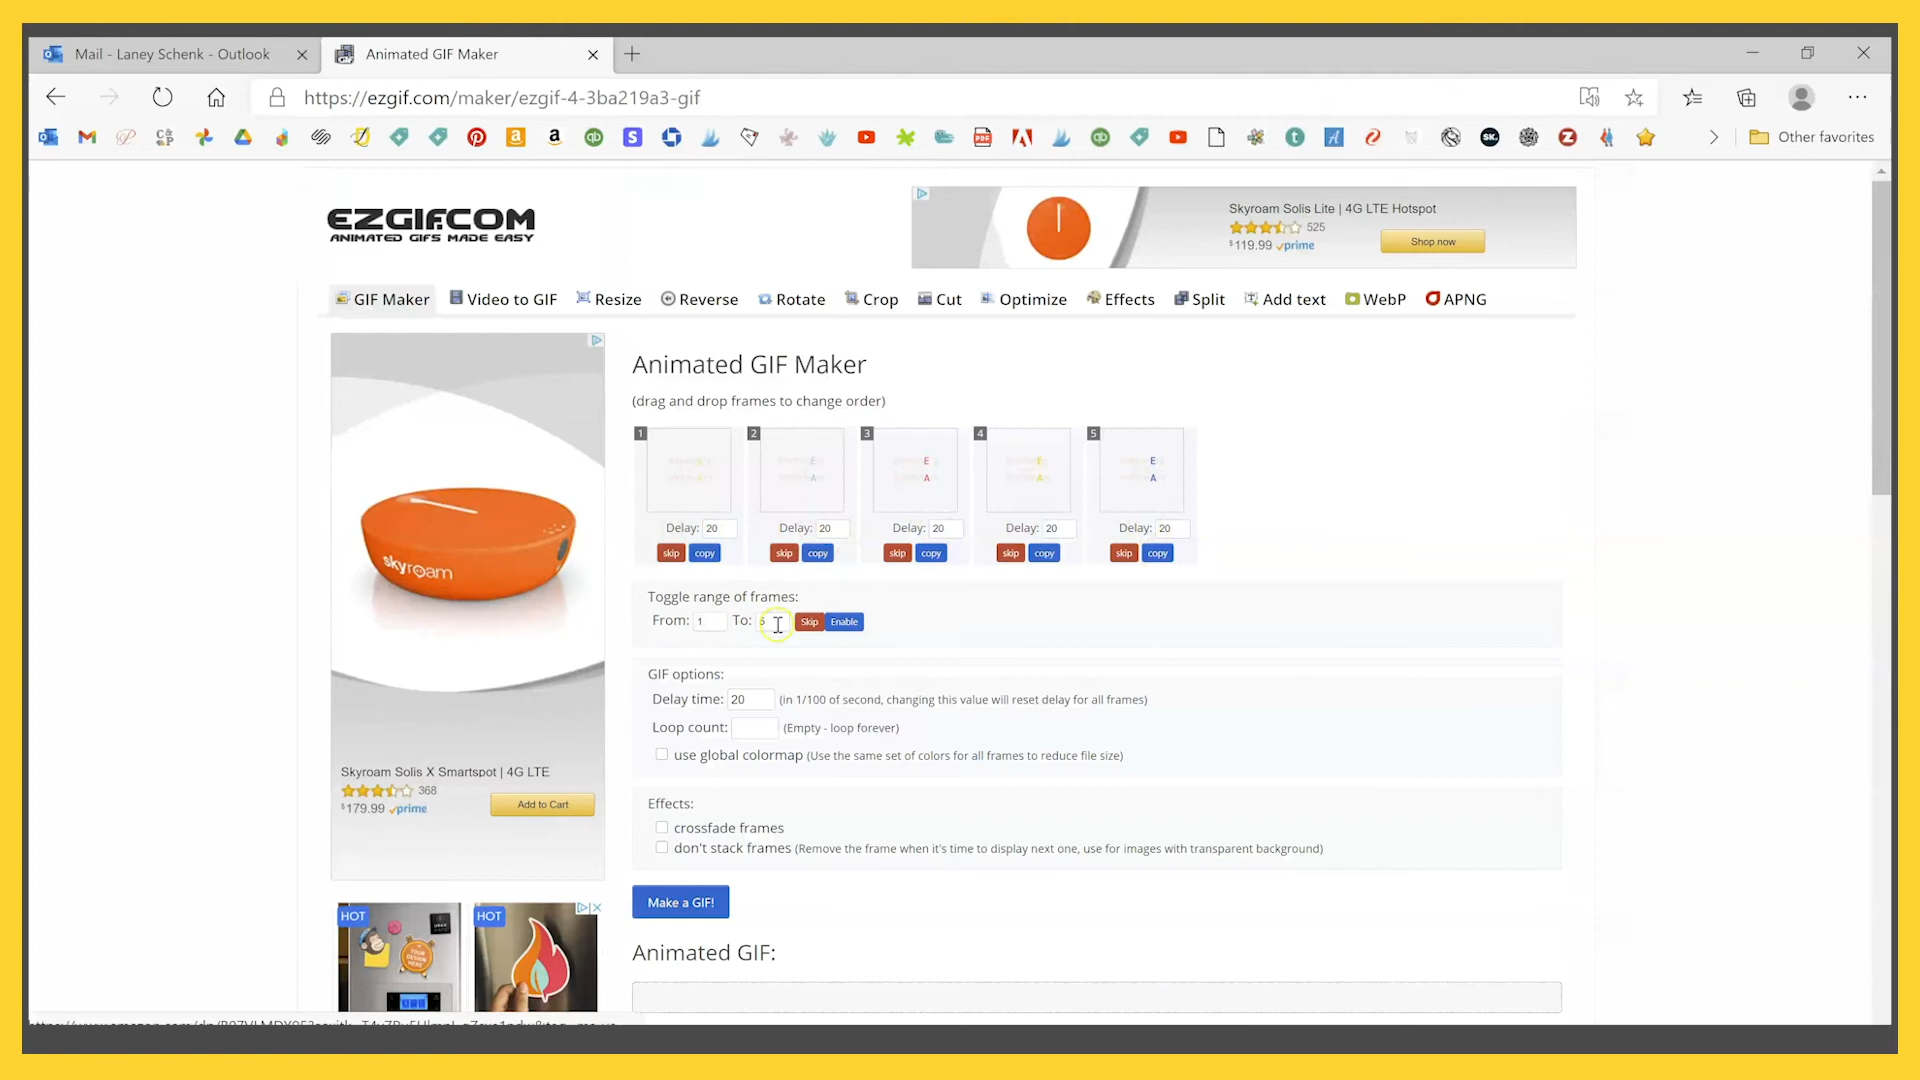 Mail - Laney Schenk - Outlook
Animated GIF Maker
https://ezgif.com/maker/ezgif-4-3ba219a3-gif
Other favorites
EZGIF.COM
ANIMATED GIFS MADE EASY
Skyroam Solis Lite | 4G LTE Hotspot
525
$119.99 prime
Shop now
GIF Maker
Video to GIF
Resize
Reverse
Rotate
Crop
Cut
Optimize
Effects
Split
Add text
WebP
APNG
Animated GIF Maker
(drag and drop frames to change order)
1
2
3
4
5
E
A
E
A
E
A
E
A
Delay: 20
Delay: 20
Delay: 20
Delay: 20
Delay: 20
skip copy
skip copy
skip copy
skip copy
skip copy
Toggle range of frames:
From: 1 To: 5 Skip Enable
GIF options:
Delay time: 20 (in 1/100 of second, changing this value will reset delay for all frames)
Loop count: (Empty - loop forever)
use global colormap (Use the same set of colors for all frames to reduce file size)
Effects:
crossfade frames
don't stack frames (Remove the frame when it's time to display next one, use for images with transparent background)
Make a GIF!
Animated GIF:
skyroam
Skyroam Solis X Smartspot | 4G LTE
368
$179.99 prime
Add to Cart
HOT
HOT
YOUR
DESIGN
HERE